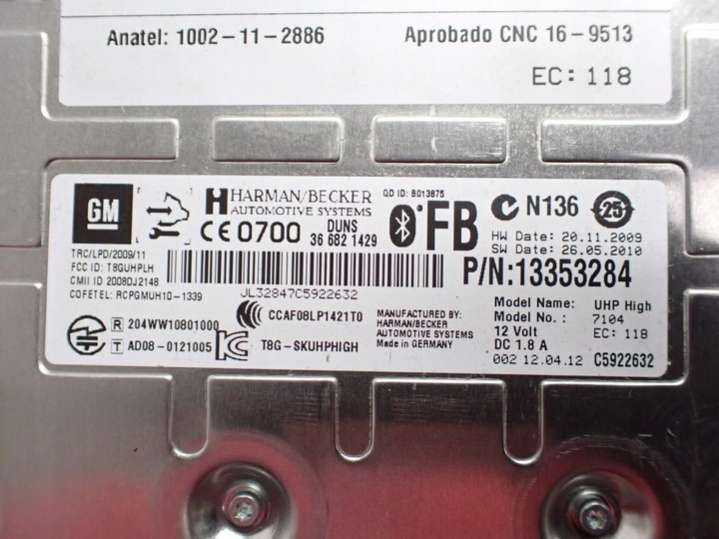 Anatel: 1002-11-2886
Aprobado CNC 16-9513
EC: 118
GM
HARMAN/BECKER
AUTOMOTIVE SYSTEMS
CE 0700
DUNS
36 682 1429
QD ID: B013875
FB
N136
25
HW Date: 20.11.2009
SW Date: 26.05.2010
TRC/LPD/2009/11
FCC ID: T8GUHPLH
CMII ID 2008DJ2148
COFETEL: RCPGMUH10-1339
JL32847C5922632
P/N:13353284
R 204WW10801000
T AD08-0121005
CCAF08LP1421T0
T8G-SKUHPHIGH
MANUFACTURED BY:
HARMAN/BECKER
AUTOMOTIVE SYSTEMS
Made in GERMANY
Model Name: UHP High
Model No.: 7104
12 Volt EC: 118
DC 1.8 A
002 12.04.12 C5922632